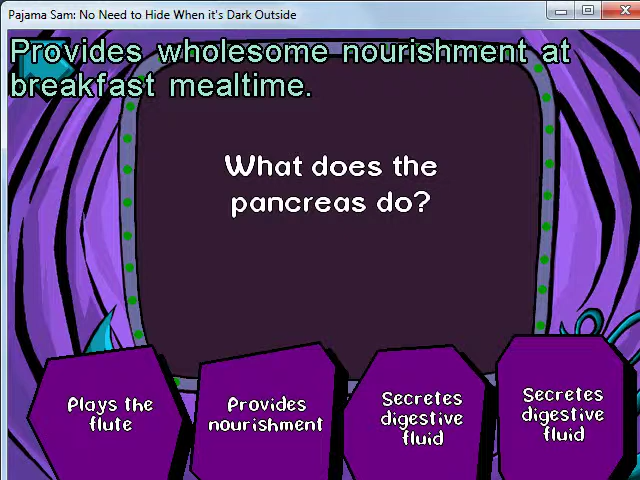 Pajama Sam: No Need to Hide When it's Dark Outside
Provides wholesome nourishment at
breakfast mealtime.
What does the
pancreas do?
Plays the
flute
Provides
nourishment
Secretes
digestive
fluid
Secretes
digestive
fluid